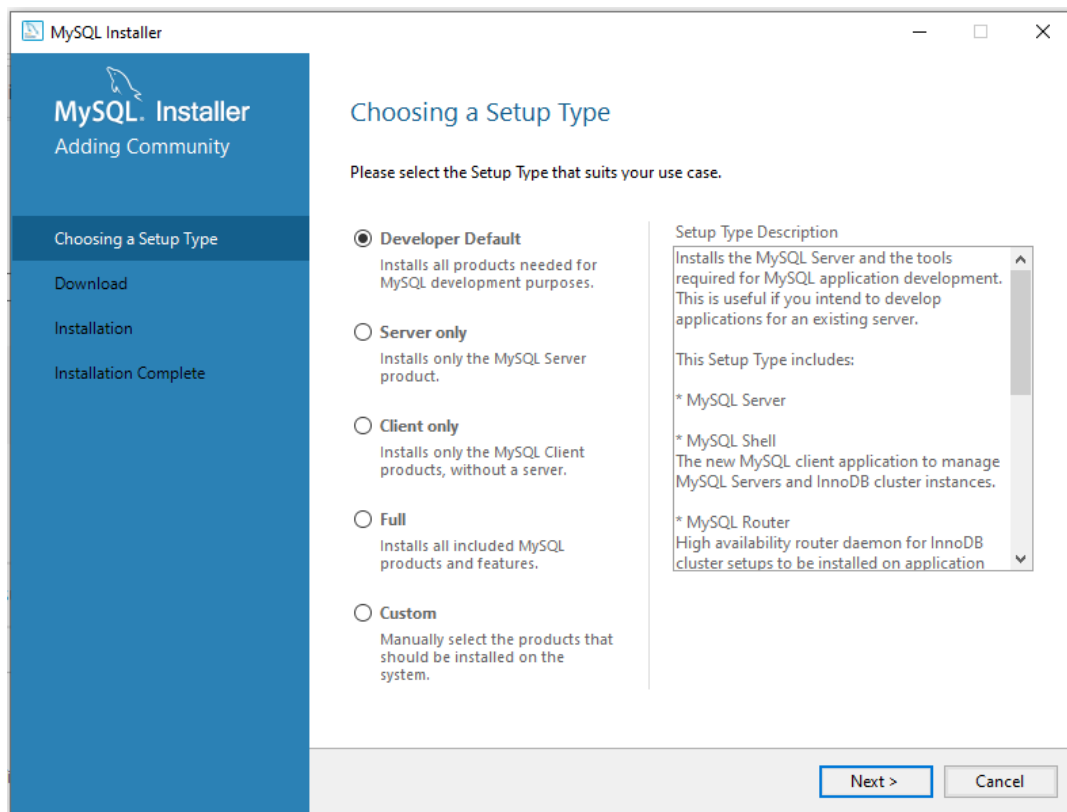 MySQL Installer
MySQL. Installer
Adding Community
Choosing a Setup Type
Download
Installation
Installation Complete
Choosing a Setup Type
Please select the Setup Type that suits your use case.
Developer Default
Installs all products needed for
MySQL development purposes.
Server only
Installs only the MySQL Server
product.
Client only
Installs only the MySQL Client
products, without a server.
Full
Installs all included MySQL
products and features.
Custom
Manually select the products that
should be installed on the
system.
Setup Type Description
Installs the MySQL Server and the tools
required for MySQL application development.
This is useful if you intend to develop
applications for an existing server.
This Setup Type includes:
* MySQL Server
* MySQL Shell
The new MySQL client application to manage
MySQL Servers and InnoDB cluster instances.
* MySQL Router
High availability router daemon for InnoDB
cluster setups to be installed on application
Next >
Cancel